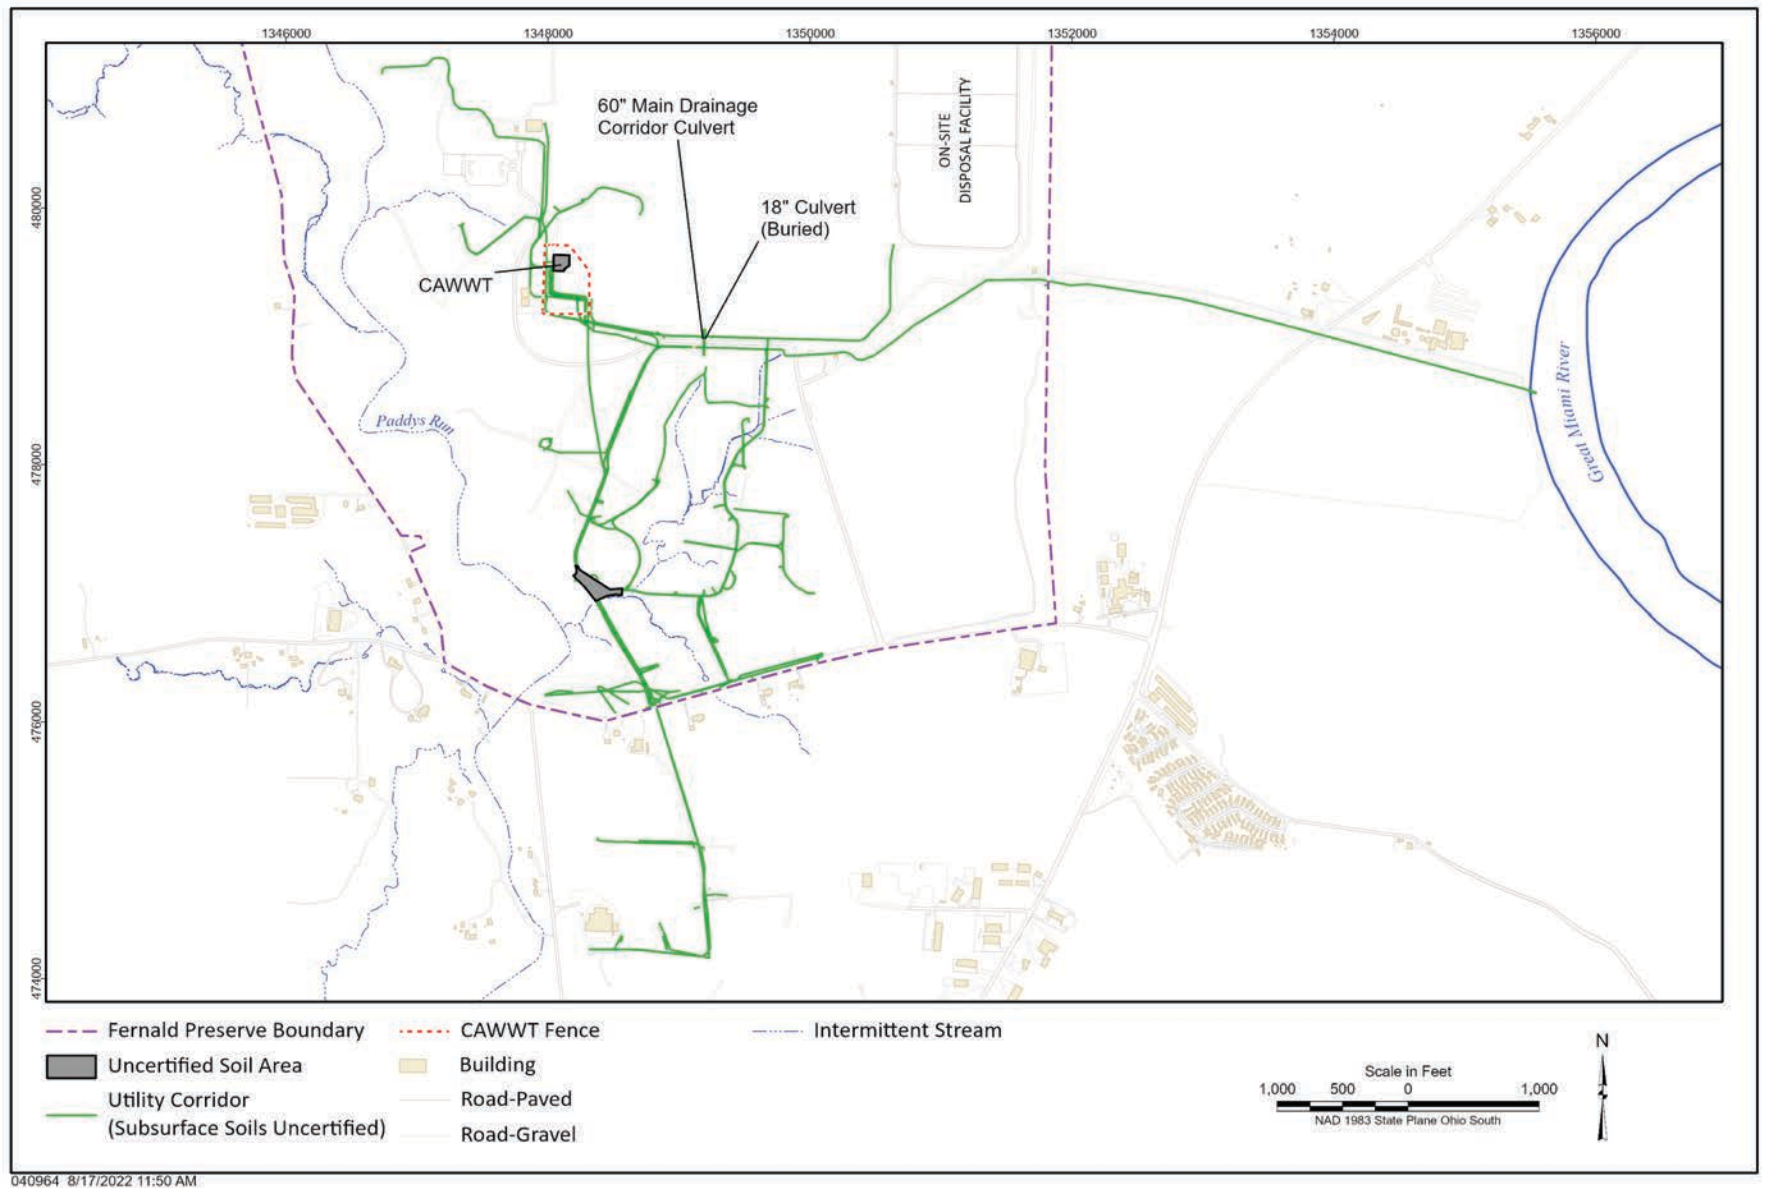 1346000
1348000
1350000
1352000
1354000
1356000
480000
478000
476000
474000
60" Main Drainage
Corridor Culvert
ON-SITE
DISPOSAL FACILITY
18" Culvert
(Buried)
CAWWT
Paddys Run
Great Miami River
Fernald Preserve Boundary
Uncertified Soil Area
Utility Corridor
(Subsurface Soils Uncertified)
CAWWT Fence
Building
Road-Paved
Road-Gravel
Intermittent Stream
Scale in Feet
1,000 500 0 1,000
NAD 1983 State Plane Ohio South
N
040964 8/17/2022 11:50 AM